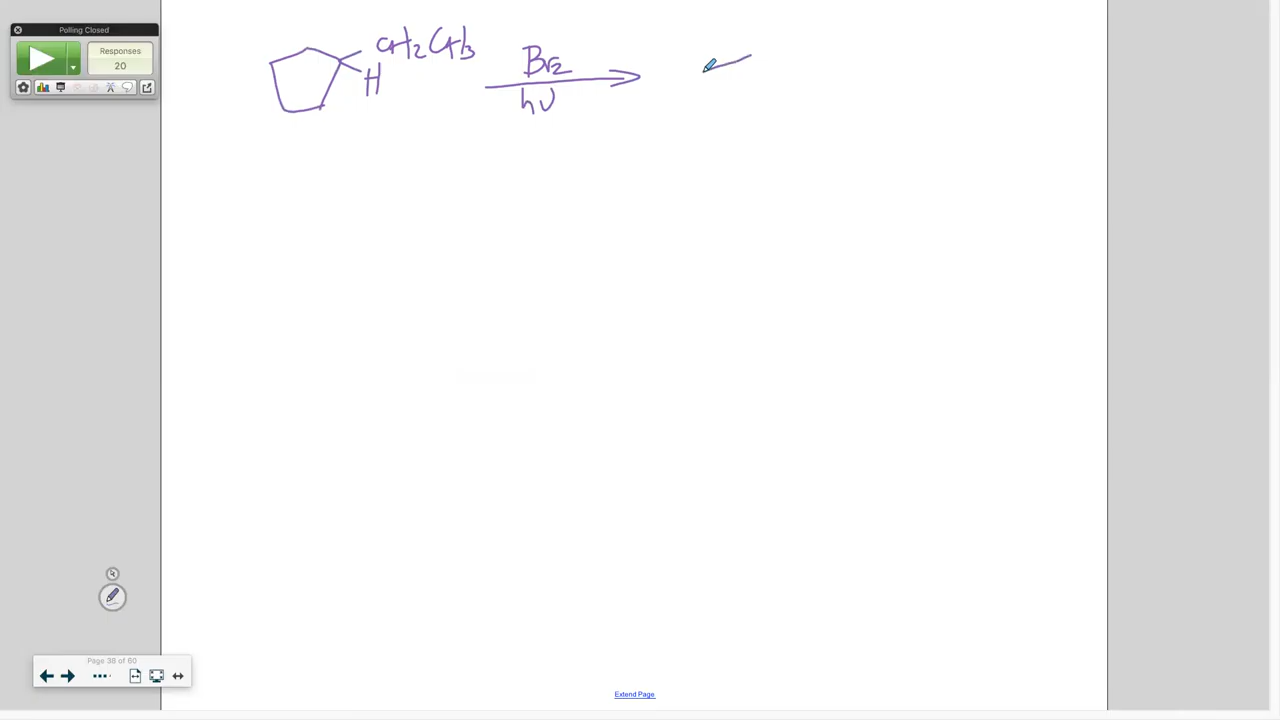 Polling Closed
Responses
20
CH2CH3
H
Br2
hν
Page 38 of 60
Extend Page